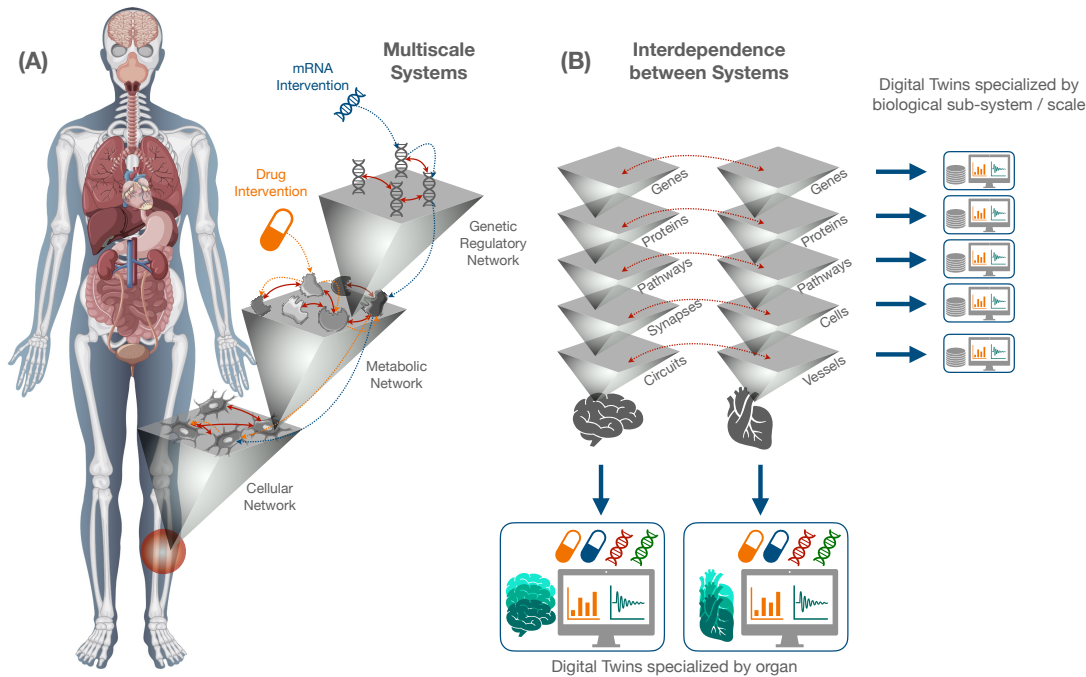 (A)
Multiscale
Systems
mRNA
Intervention
Drug
Intervention
Genetic
Regulatory
Network
Metabolic
Network
Cellular
Network
(B)
Interdependence
between Systems
Digital Twins specialized by
biological sub-system / scale
Genes
Genes
Proteins
Proteins
Pathways
Pathways
Synapses
Cells
Circuits
Vessels
Digital Twins specialized by organ